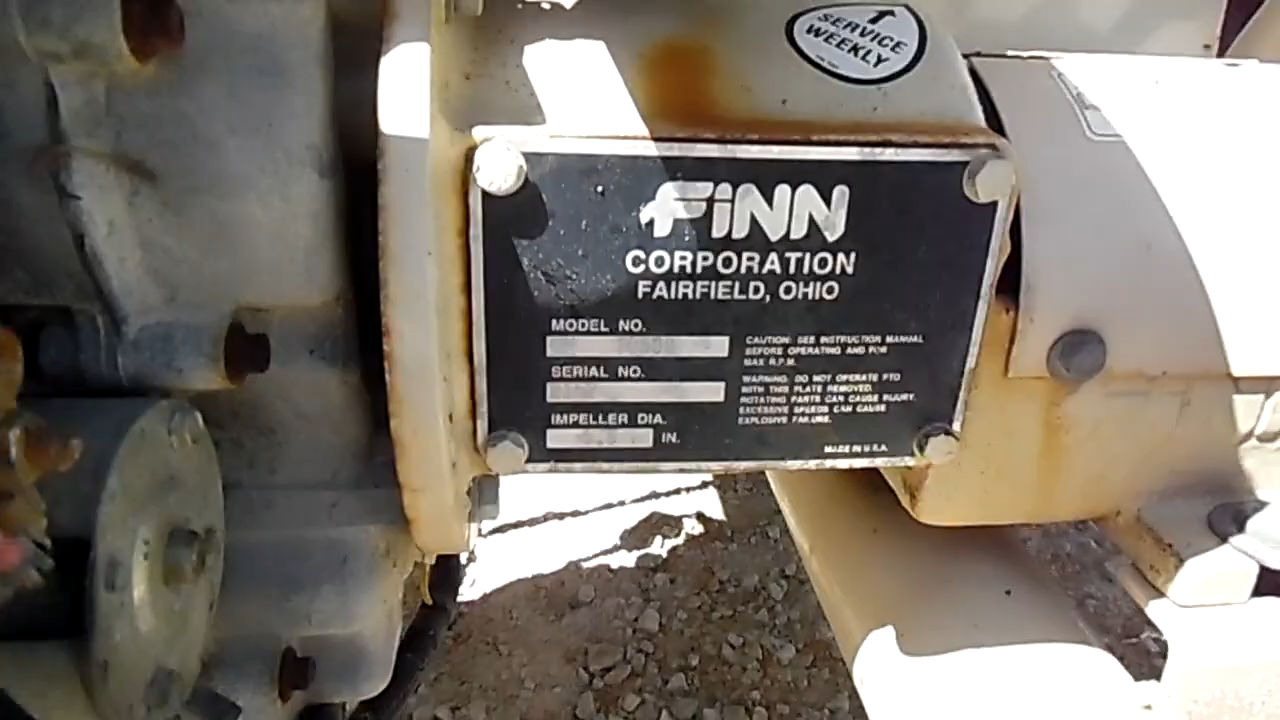 SERVICE
WEEKLY
FINN
CORPORATION
FAIRFIELD, OHIO
MODEL NO.
SERIAL NO.
IMPELLER DIA.
IN.
CAUTION: SEE INSTRUCTION MANUAL
BEFORE OPERATING AND FOR
MAX R.P.M.
WARNING: DO NOT OPERATE PTO
WITH THIS PLATE REMOVED.
ROTATING PARTS CAN CAUSE INJURY.
EXCESSIVE SPEEDS CAN CAUSE
EXPLOSIVE FAILURE.
MADE IN U.S.A.